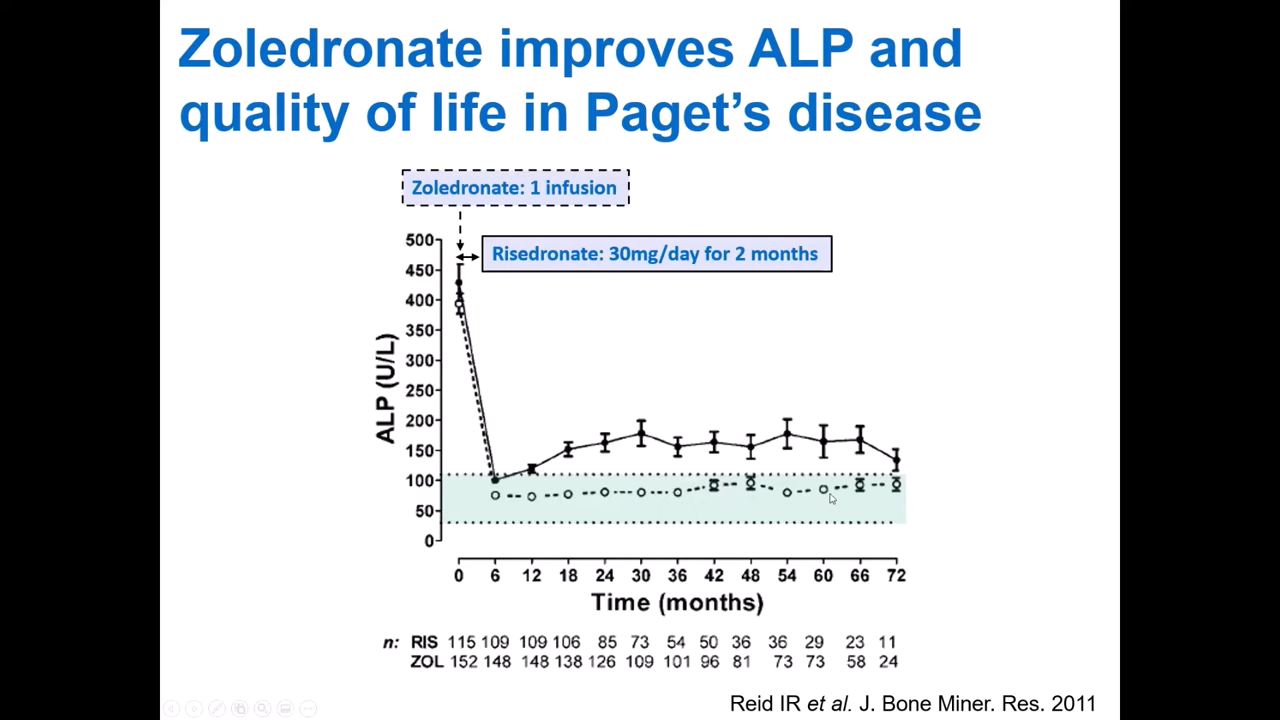 Zoledronate improves ALP and
quality of life in Paget's disease
Zoledronate: 1 infusion
Risedronate: 30mg/day for 2 months
500
450
400
350
300
250
200
150
100
50
0
ALP (U/L)
0 6 12 18 24 30 36 42 48 54 60 66 72
Time (months)
n: RIS 115 109 109 106 85 73 54 50 36 36 29 23 11
ZOL 152 148 148 138 126 109 101 96 81 73 73 58 24
Reid IR et al. J. Bone Miner. Res. 2011